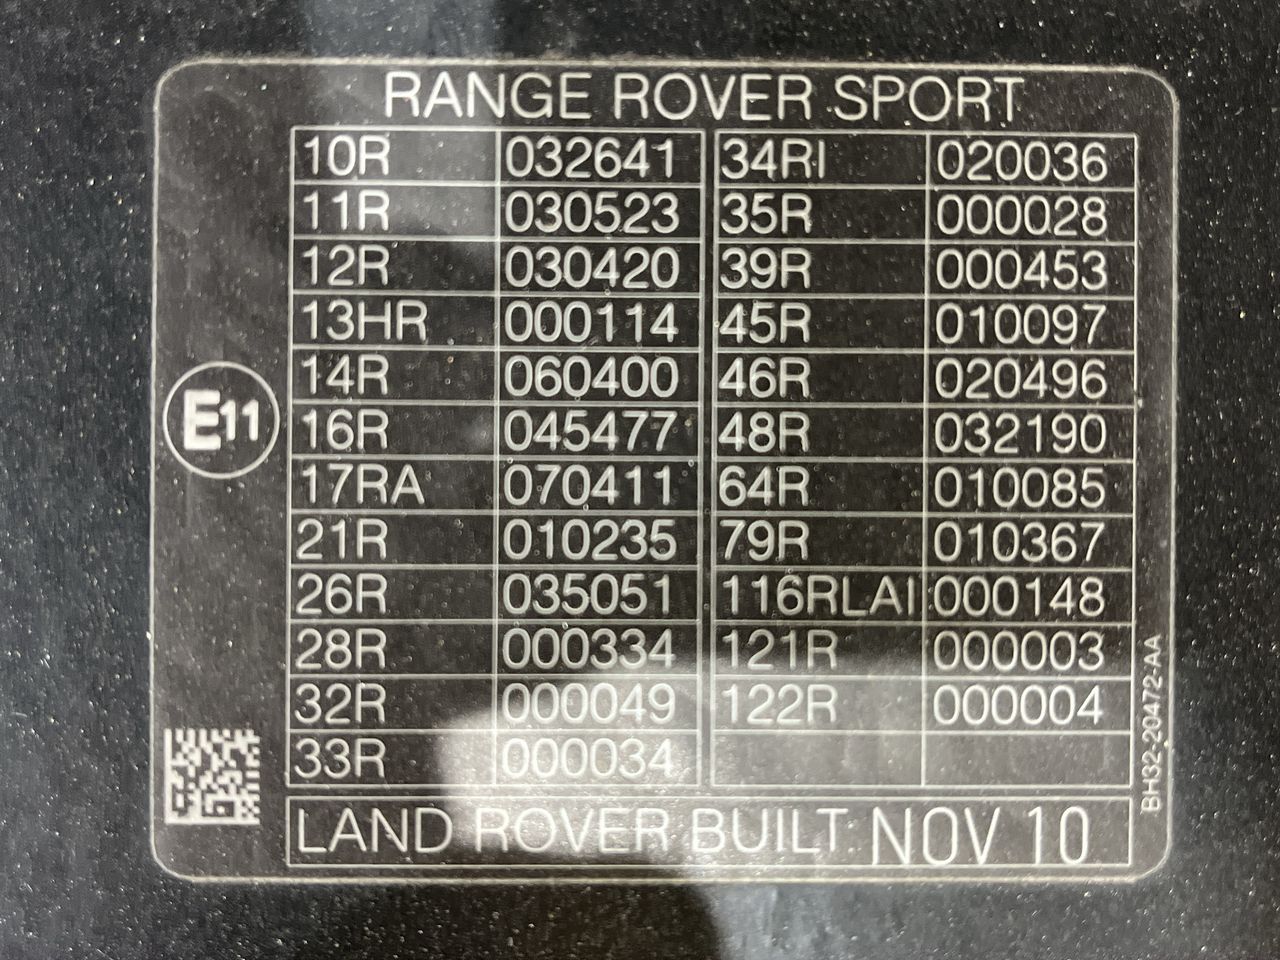 RANGE ROVER SPORT
10R 032641 34RI 020036
11R 030523 35R 000028
12R 030420 39R 000453
13HR 000114 45R 010097
14R 060400 46R 020496
E11
16R 045477 48R 032190
17RA 070411 64R 010085
21R 010235 79R 010367
26R 035051 116RLAI 000148
28R 000334 121R 000003
32R 000049 122R 000004
33R 000034
BH32-20472-AA
LAND ROVER BUILT: NOV 10